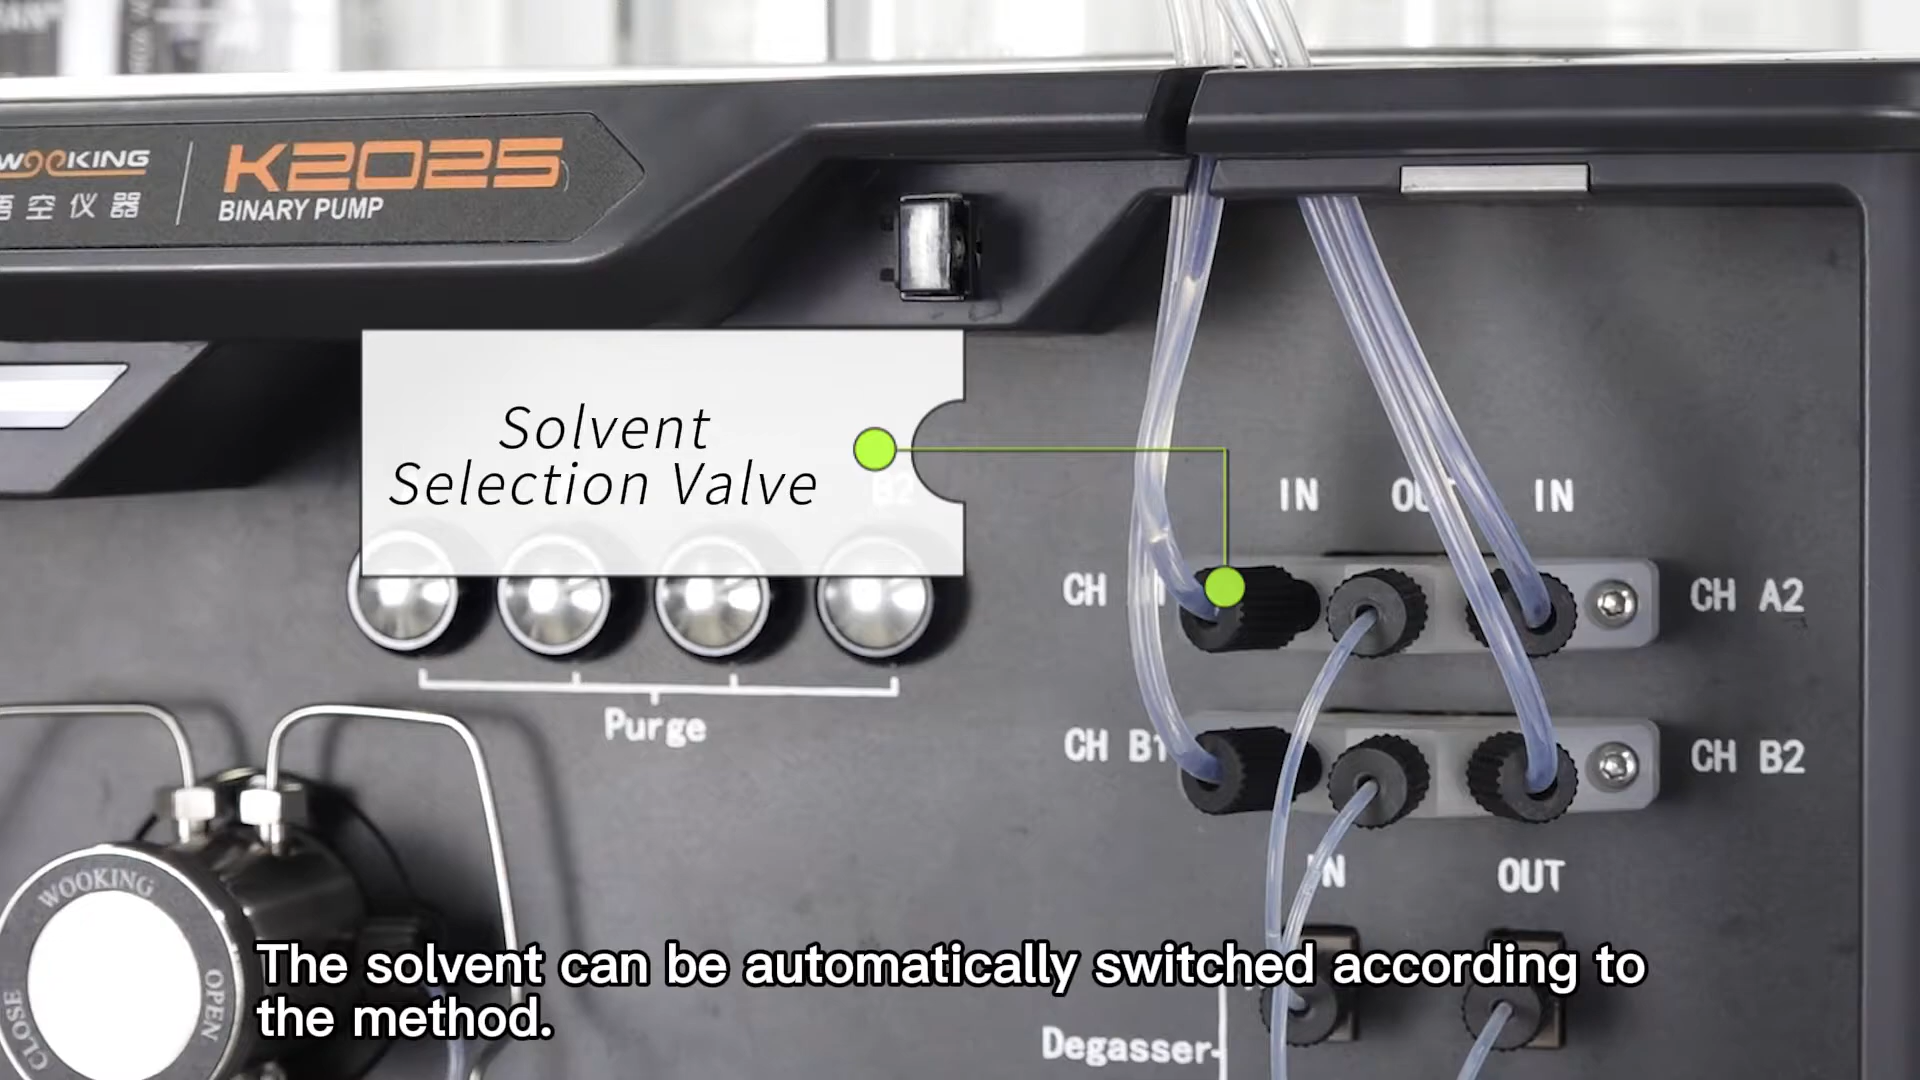 WOOKING
空仪器
K2025
BINARY PUMP
Solvent
Selection Valve
B2
IN
IN
CH
CH A2
Purge
CH B1
CH B2
IN
OUT
WOOKING
OPEN
CLOSE
The solvent can be automatically switched according to
the method.
Degasser